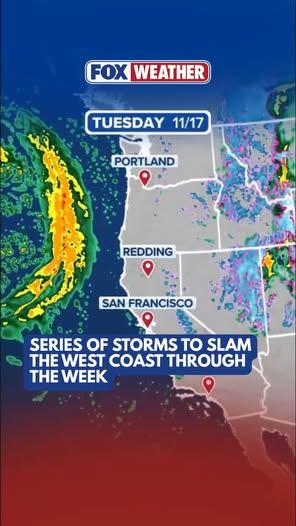 FOX WEATHER
TUESDAY 11/17
PORTLAND
REDDING
SAN FRANCISCO
SERIES OF STORMS TO SLAM
THE WEST COAST THROUGH
THE WEEK